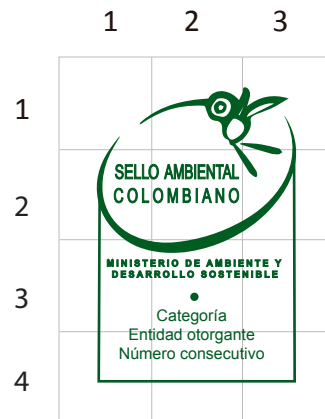 1 2 3
1
SELLO AMBIENTAL
2
COLOMBIANO
MINISTERIO DE AMBIENTE Y
DESARROLLO SOSTENIBLE
3
Categoría
Entidad otorgante
Número consecutivo
4